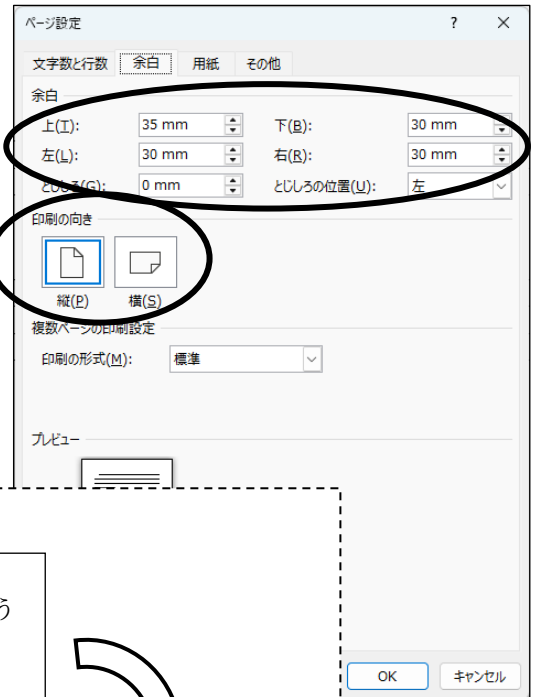 ページ設定 ? ×
文字数と行数 余白 用紙 その他
余白
上(T): 35 mm 下(B): 30 mm
左(L): 30 mm 右(R): 30 mm
とじしろ(G): 0 mm とじしろの位置(U): 左
印刷の向き
縦(P) 横(S)
複数ページの印刷設定
印刷の形式(M): 標準
プレビュー
う
OK キャンセル